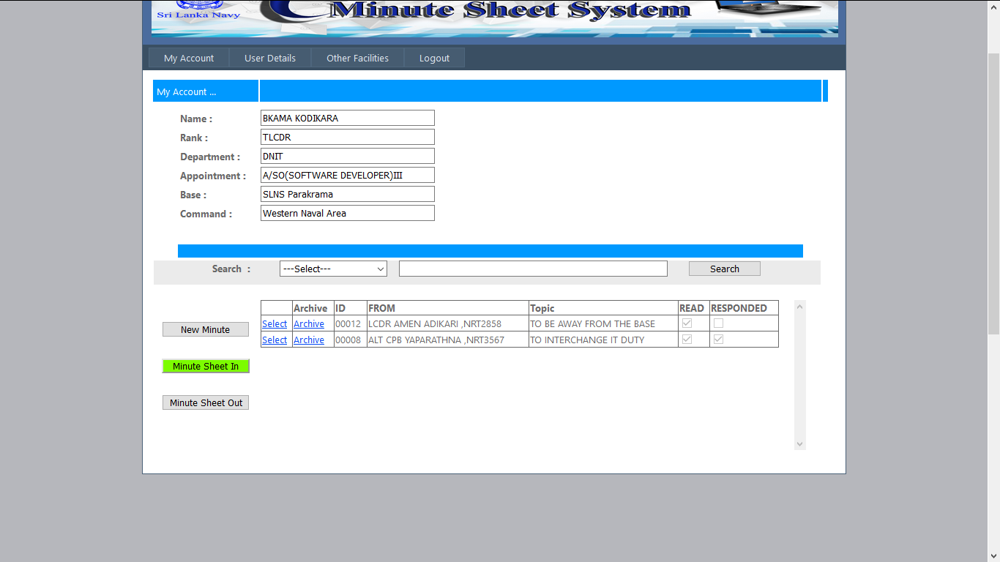 Sri Lanka Navy
Minute Sheet System
My Account User Details Other Facilities Logout
My Account ...
Name : BKAMA KODIKARA
Rank : TLCDR
Department : DNIT
Appointment : A/SO(SOFTWARE DEVELOPER)III
Base : SLNS Parakrama
Command : Western Naval Area
Search : ---Select--- Search
Archive ID FROM Topic READ RESPONDED
Select Archive 00012 LCDR AMEN ADIKARI ,NRT2858 TO BE AWAY FROM THE BASE
Select Archive 00008 ALT CPB YAPARATHNA ,NRT3567 TO INTERCHANGE IT DUTY
New Minute
Minute Sheet In
Minute Sheet Out